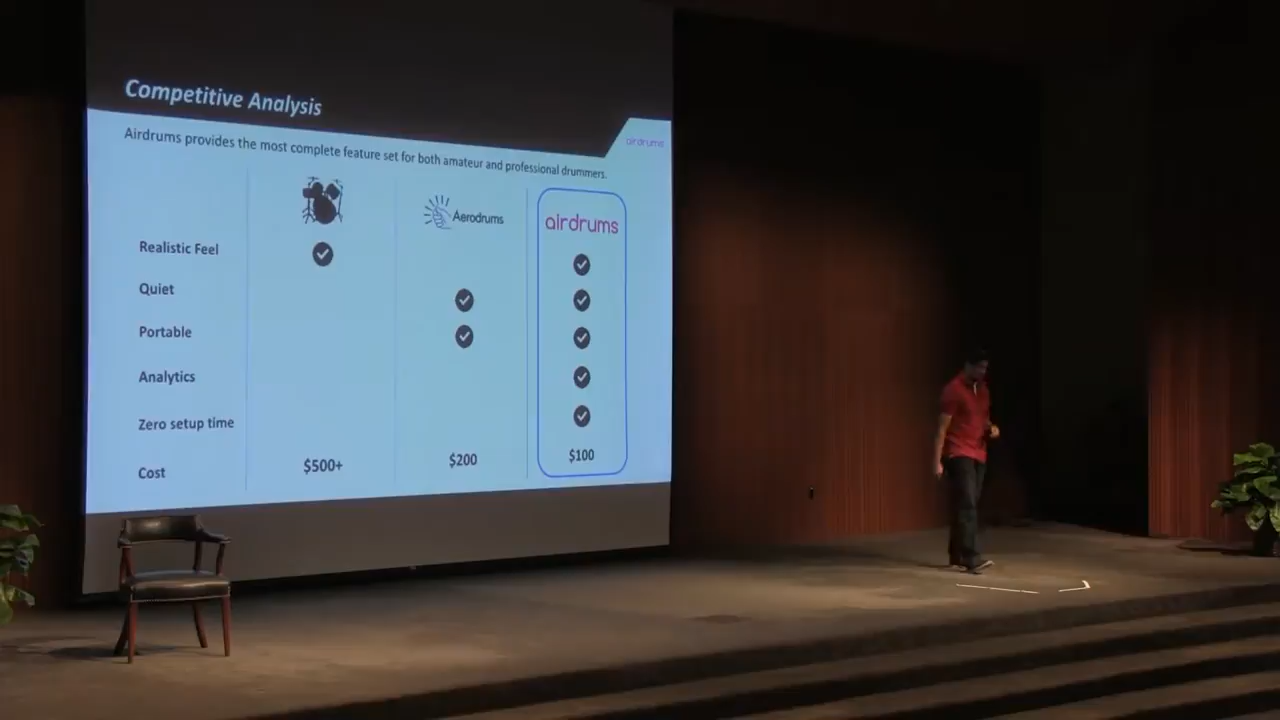 Competitive Analysis
Airdrums provides the most complete feature set for both amateur and professional drummers.
airdrums
Aerodrums
airdrums
Realistic Feel
Quiet
Portable
Analytics
Zero setup time
Cost $500+ $200 $100